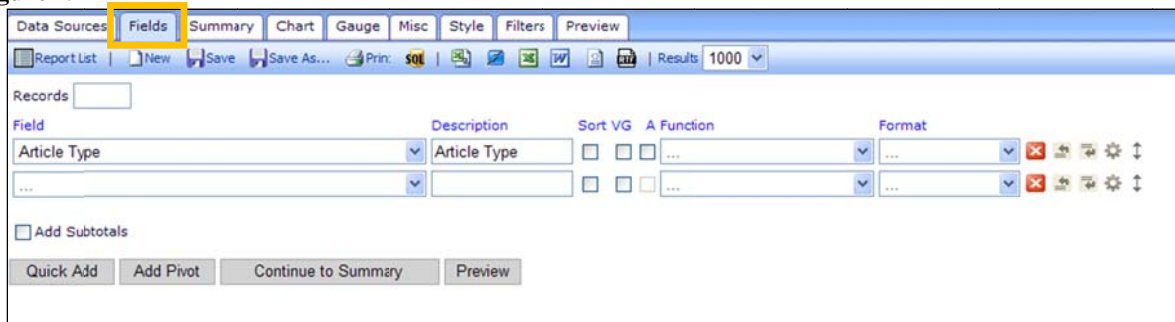 Data Sources Fields Summary Chart Gauge Misc Style Filters Preview
Report List | New Save Save As... Print SQL | | Results 1000
Records
Field Description Sort VG A Function Format
Article Type Article Type ... ...
... ... ...
Add Subtotals
Quick Add Add Pivot Continue to Summary Preview